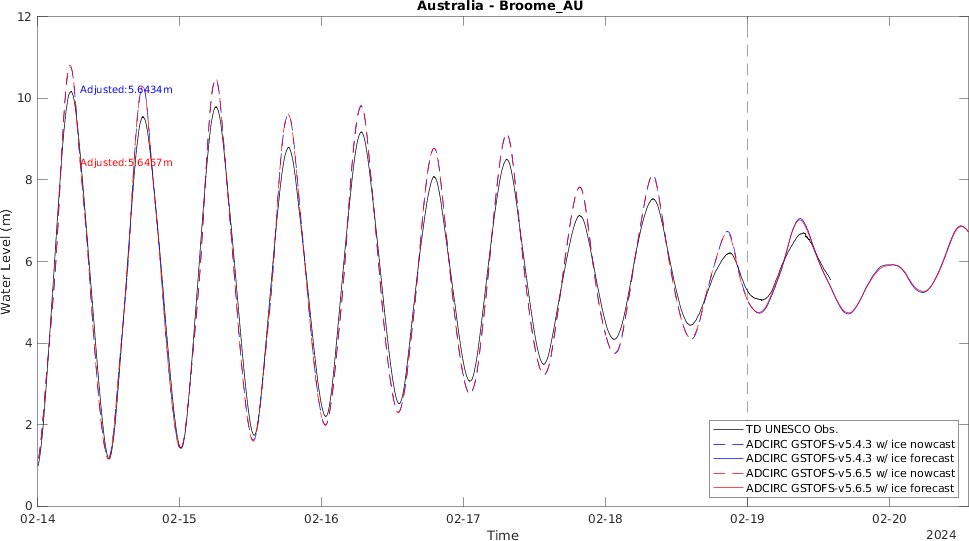 Australia - Broome_AU
Water Level (m)
12
10
8
6
4
2
0
Adjusted:5.6434m
Adjusted:5.6457m
TD UNESCO Obs.
ADCIRC GSTOFS-v5.4.3 w/ ice nowcast
ADCIRC GSTOFS-v5.4.3 w/ ice forecast
ADCIRC GSTOFS-v5.6.5 w/ ice nowcast
ADCIRC GSTOFS-v5.6.5 w/ ice forecast
02-14 02-15 02-16 02-17 02-18 02-19 02-20
Time
2024